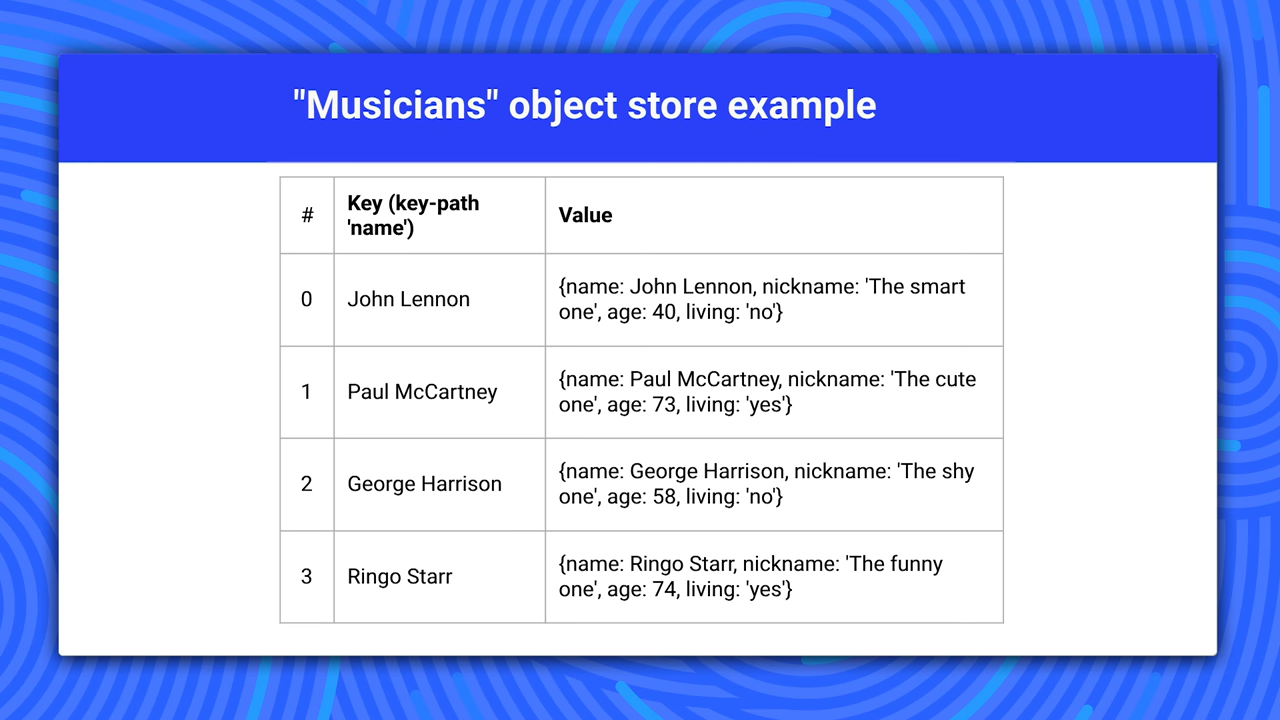 "Musicians" object store example
# Key (key-path 'name') Value
0 John Lennon {name: John Lennon, nickname: 'The smart
one', age: 40, living: 'no'}
1 Paul McCartney {name: Paul McCartney, nickname: 'The cute
one', age: 73, living: 'yes'}
2 George Harrison {name: George Harrison, nickname: 'The shy
one', age: 58, living: 'no'}
3 Ringo Starr {name: Ringo Starr, nickname: 'The funny
one', age: 74, living: 'yes'}